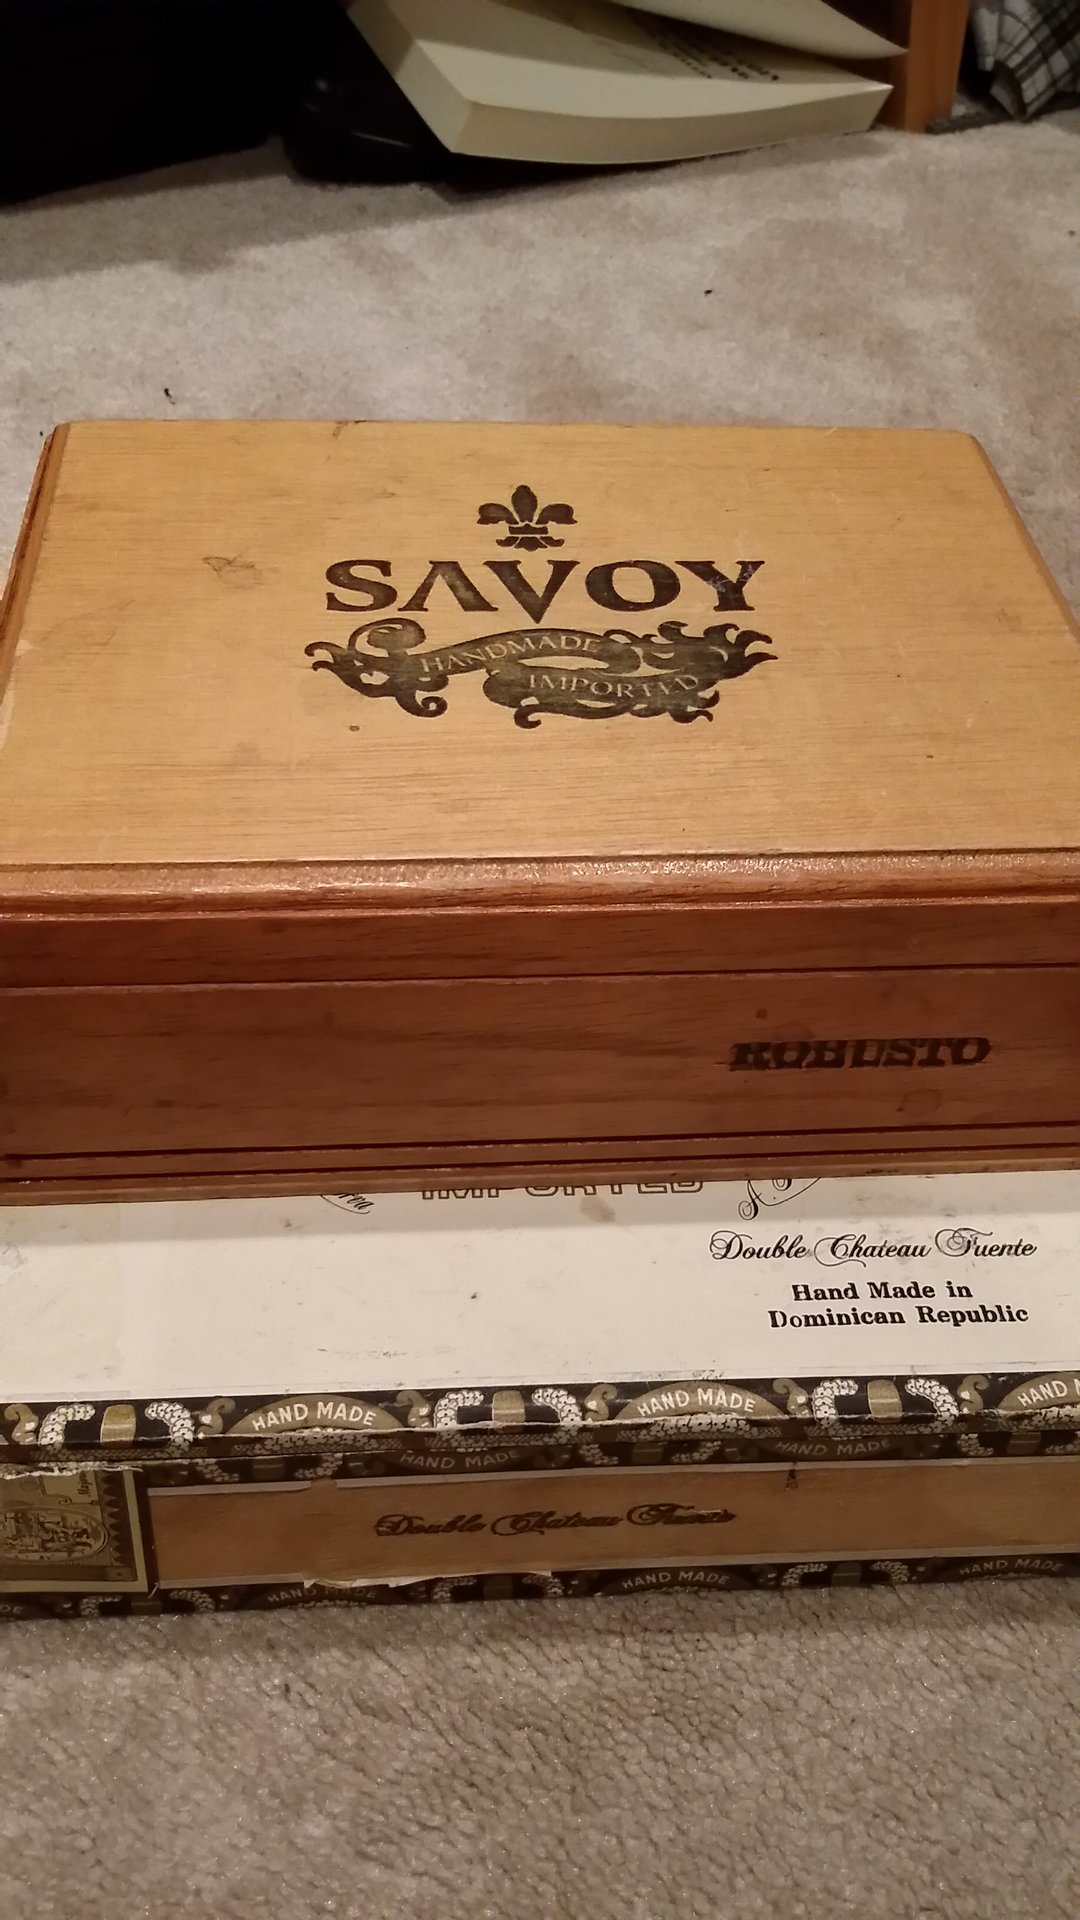 SAVOY
HANDMADE
IMPORTED
ROBUSTO
IMPORTED
Double Chateau Fuente
Hand Made in
Dominican Republic
HAND MADE HAND MADE HAND M
HAND MADE HAND MADE
Double Chateau Fuente
HAND MADE HAND MADE HAND MADE